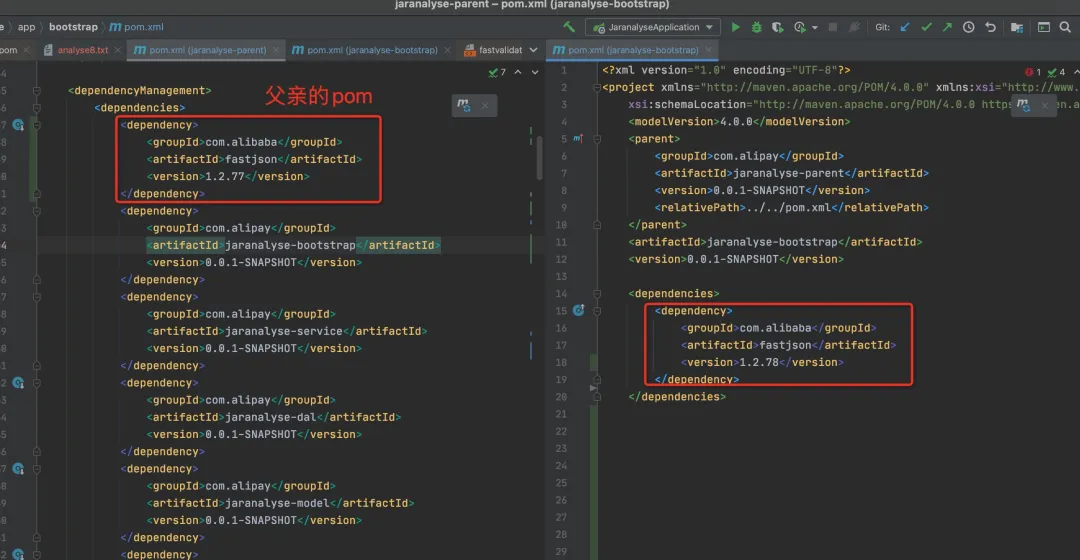 jaranalyse-parent – pom.xml (jaranalyse-bootstrap)
app › bootstrap › pom.xml
JaranalyseApplication
Git:
pom
analyse8.txt
pom.xml (jaranalyse-parent)
pom.xml (jaranalyse-bootstrap)
fastvalidat
pom.xml (jaranalyse-bootstrap)
7
<dependencyManagement>
父亲的pom
<dependencies>
<dependency>
<groupId>com.alibaba</groupId>
<artifactId>fastjson</artifactId>
<version>1.2.77</version>
</dependency>
<dependency>
<groupId>com.alipay</groupId>
<artifactId>jaranalyse-bootstrap</artifactId>
<version>0.0.1-SNAPSHOT</version>
</dependency>
<dependency>
<groupId>com.alipay</groupId>
<artifactId>jaranalyse-service</artifactId>
<version>0.0.1-SNAPSHOT</version>
</dependency>
<dependency>
<groupId>com.alipay</groupId>
<artifactId>jaranalyse-dal</artifactId>
<version>0.0.1-SNAPSHOT</version>
</dependency>
<dependency>
<groupId>com.alipay</groupId>
<artifactId>jaranalyse-model</artifactId>
<version>0.0.1-SNAPSHOT</version>
</dependency>
<dependency>
1 4
1 <?xml version="1.0" encoding="UTF-8"?>
2 <project xmlns="http://maven.apache.org/POM/4.0.0" xmlns:xsi="http://www.
3 xsi:schemaLocation="http://maven.apache.org/POM/4.0.0 https
4 <modelVersion>4.0.0</modelVersion>
5 <parent>
6 <groupId>com.alipay</groupId>
7 <artifactId>jaranalyse-parent</artifactId>
8 <version>0.0.1-SNAPSHOT</version>
9 <relativePath>../../pom.xml</relativePath>
10 </parent>
11 <artifactId>jaranalyse-bootstrap</artifactId>
12 <version>0.0.1-SNAPSHOT</version>
13
14 <dependencies>
15 <dependency>
16 <groupId>com.alibaba</groupId>
17 <artifactId>fastjson</artifactId>
18 <version>1.2.78</version>
19 </dependency>
20 </dependencies>
21
22
23
24
25
26
27
28
29